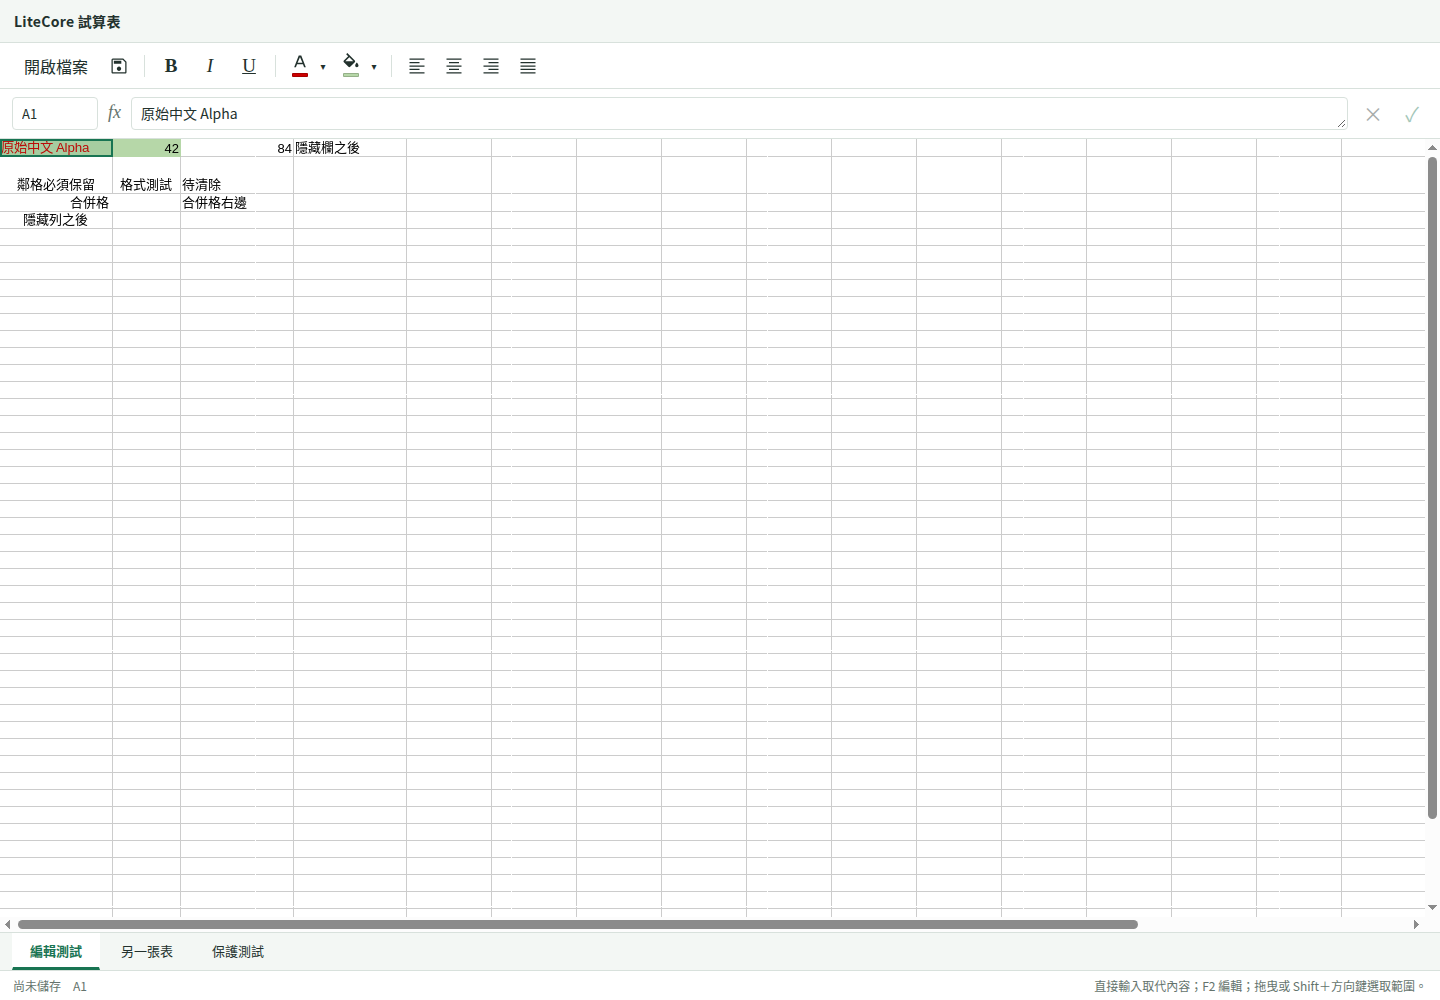 LiteCore 試算表
開啟檔案 B I U A
A1 fx 原始中文 Alpha
原始中文 Alpha 42 84 隱藏欄之後
鄰格必須保留 格式測試 待清除
合併格 合併格右邊
隱藏列之後
編輯測試 另一張表 保護測試
尚未儲存 A1 直接輸入取代內容；F2 編輯；拖曳或 Shift＋方向鍵選取範圍。